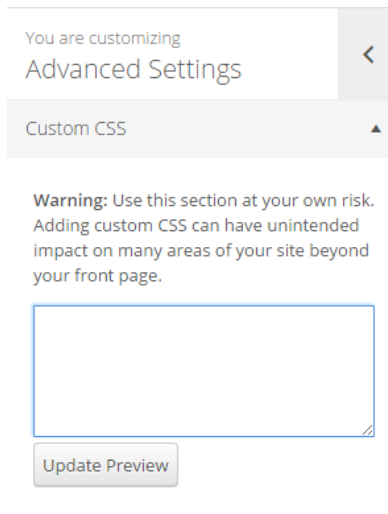 You are customizing
Advanced Settings
Custom CSS
Warning: Use this section at your own risk.
Adding custom CSS can have unintended
impact on many areas of your site beyond
your front page.
Update Preview